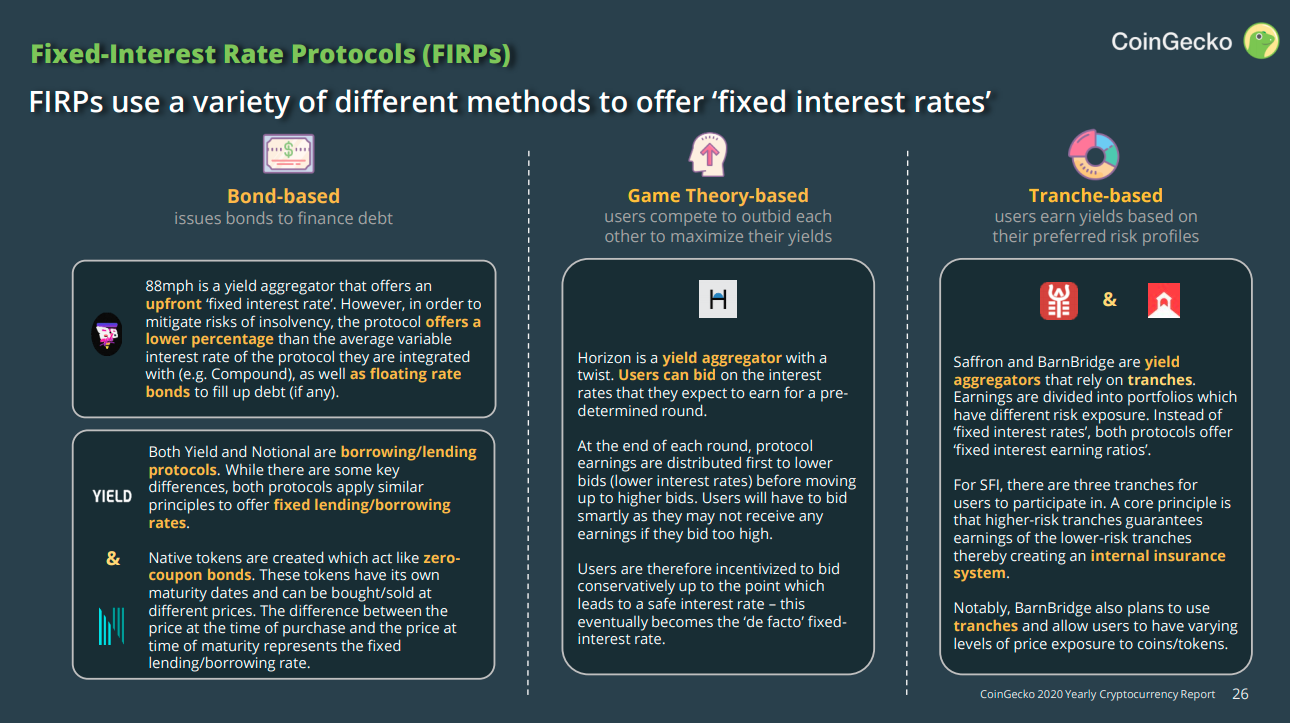 Fixed-Interest Rate Protocols (FIRPs)
CoinGecko
FIRPs use a variety of different methods to offer ‘fixed interest rates’
Bond-based
issues bonds to finance debt
88mph is a yield aggregator that offers an
upfront ‘fixed interest rate’. However, in order to
mitigate risks of insolvency, the protocol offers a
lower percentage than the average variable
interest rate of the protocol they are integrated
with (e.g. Compound), as well as floating rate
bonds to fill up debt (if any).
YIELD
&
Both Yield and Notional are borrowing/lending
protocols. While there are some key
differences, both protocols apply similar
principles to offer fixed lending/borrowing
rates.
Native tokens are created which act like zero-
coupon bonds. These tokens have its own
maturity dates and can be bought/sold at
different prices. The difference between the
price at the time of purchase and the price at
time of maturity represents the fixed
lending/borrowing rate.
Game Theory-based
users compete to outbid each
other to maximize their yields
H
Horizon is a yield aggregator with a
twist. Users can bid on the interest
rates that they expect to earn for a pre-
determined round.
At the end of each round, protocol
earnings are distributed first to lower
bids (lower interest rates) before moving
up to higher bids. Users will have to bid
smartly as they may not receive any
earnings if they bid too high.
Users are therefore incentivized to bid
conservatively up to the point which
leads to a safe interest rate – this
eventually becomes the ‘de facto’ fixed-
interest rate.
Tranche-based
users earn yields based on
their preferred risk profiles
&
Saffron and BarnBridge are yield
aggregators that rely on tranches.
Earnings are divided into portfolios which
have different risk exposure. Instead of
‘fixed interest rates’, both protocols offer
‘fixed interest earning ratios’.
For SFI, there are three tranches for
users to participate in. A core principle is
that higher-risk tranches guarantees
earnings of the lower-risk tranches
thereby creating an internal insurance
system.
Notably, BarnBridge also plans to use
tranches and allow users to have varying
levels of price exposure to coins/tokens.
CoinGecko 2020 Yearly Cryptocurrency Report 26